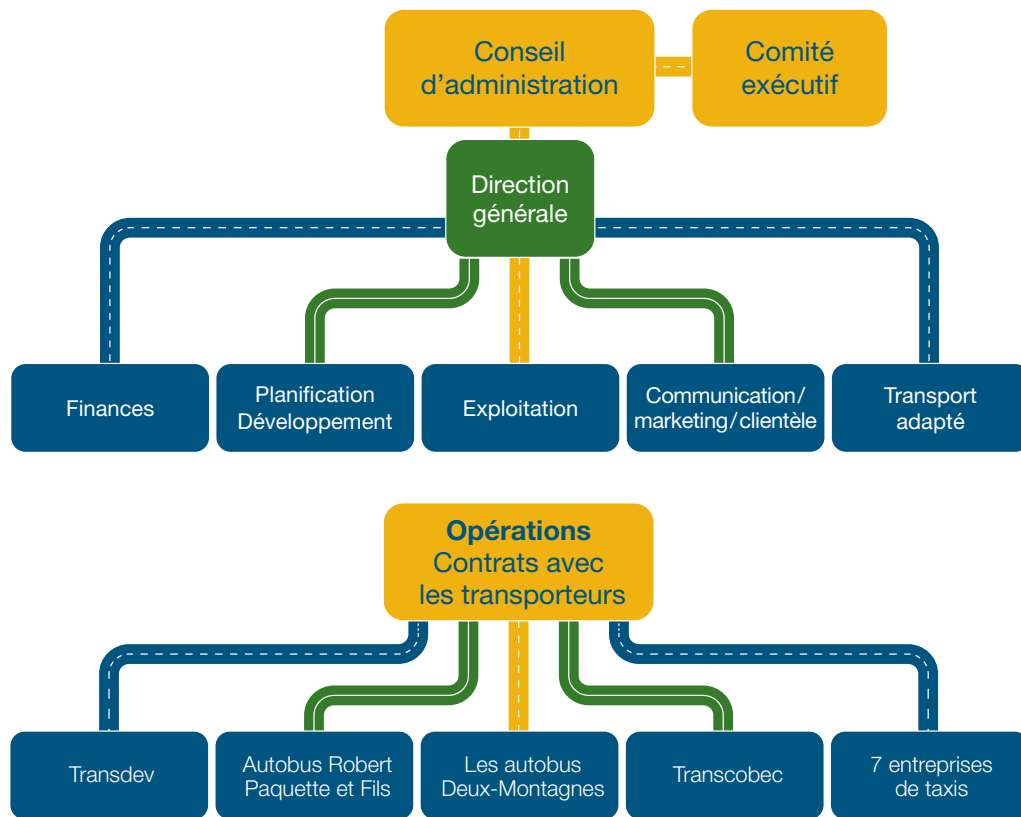 Conseil
d'administration
Comité
exécutif
Direction
générale
Finances
Planification
Développement
Exploitation
Communication/
marketing/clientèle
Transport
adapté
Opérations
Contrats avec
les transporteurs
Transdev
Autobus Robert
Paquette et Fils
Les autobus
Deux-Montagnes
Transcobec
7 entreprises
de taxis